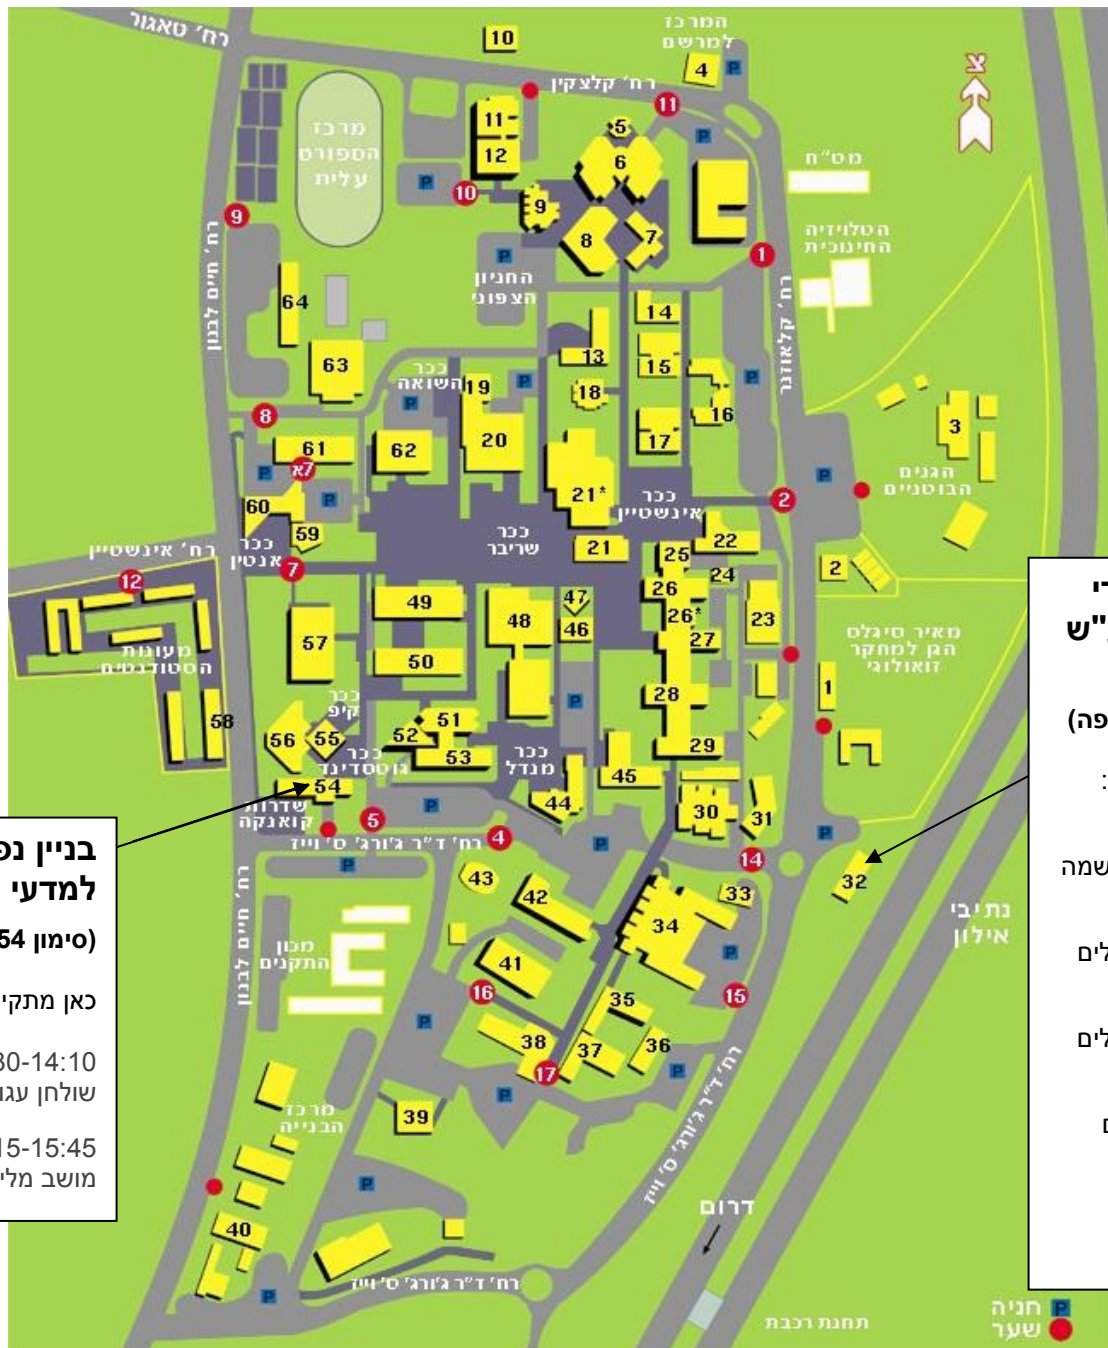 רח' טאגור
10
המרכז
למרשם
4
P
צ
רח' קלצקין
11
מרכז
הספורט
עלית
11
12
5
6
P
מט"ח
P
10
9
8
7
9
הטלויזיה
החינוכית
1
P
החניון
הצפוני
רח' חיים לבנון
רח' קלאוזנר
64
14
13
15
63
ככר
השואה
19
P
18
P
16
3
8
P
20
17
61
62
הגנים
הבוטניים
7א
P
P
P
21*
ככר
אינשטיין
2
60
59
ככר
אנטין
ככר
שריבר
21
22
רח' אינשטיין
12
7
25
24
2
26
26*
23
49
48
47
46
27
57
50
מאיר סיגלס
הגן למחקר
זואולוגי
מעונות
הסטודנטים
58
ככר
קיפ
P
28
1
56
55
51
52
53
29
ככר
גוטסדינר
ככר
מנדל
45
54
שדרות
קואנקה
P
44
30
31
5
רח' ד"ר ג'ורג' ס' וייז
4
P
P
14
P
43
42
33
32
34
רח' חיים לבנון
מכון
התקנים
נתיבי
אילון
41
P
16
15
35
P
38
37
36
17
P
P
מרכז
הבנייה
39
רח' ד"ר ג'ורג' ס' וייז
P
דרום
40
רח' ד"ר ג'ורג' ס' וייז
P
תחנת רכבת
P חניה
שער
בניין נפ
למדעי
(סימון 54
כאן מתקי
30-14:10
שולחן עגו
15-15:45
מושב מלי
רי
ע"ש
פה)
:
שמה
לים
לים
ם